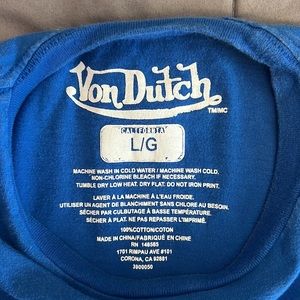 Von Dutch
TM/MC
CALIFORNIA
L/G
MACHINE WASH IN COLD WATER / MACHINE WASH COLD.
NON-CHLORINE BLEACH IF NECESSARY.
TUMBLE DRY LOW HEAT. DRY FLAT. DO NOT IRON PRINT.
LAVER À LA MACHINE À L'EAU FROIDE.
UTILISER UN AGENT DE BLANCHIMENT SANS CHLORE AU BESOIN.
SÉCHER PAR CULBUTAGE À BASSE TEMPÉRATURE.
SÉCHER À PLAT. NE PAS REPASSER L'IMPRIMÉ.
100%COTTON/COTON
MADE IN CHINA/FABRIQUÉ EN CHINE
RN 148565
1701 RIMPAU AVE #101
CORONA, CA 92881
3900050